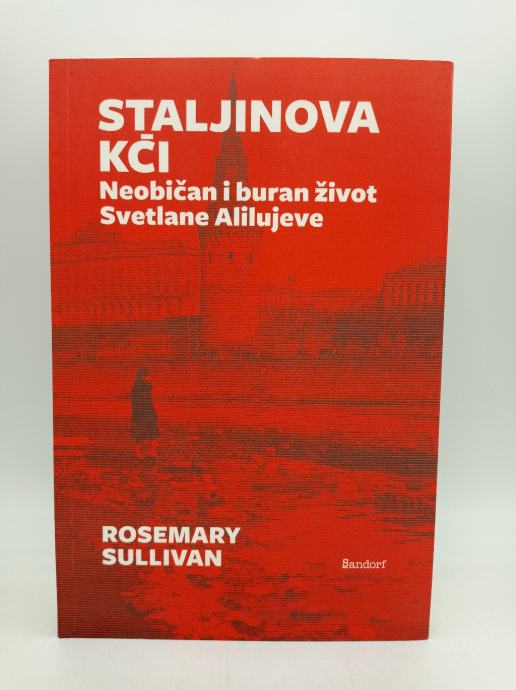 STALJINOVA
KĆI
Neobičan i buran život
Svetlane Alilujeve
ROSEMARY
SULLIVAN
Sandorf